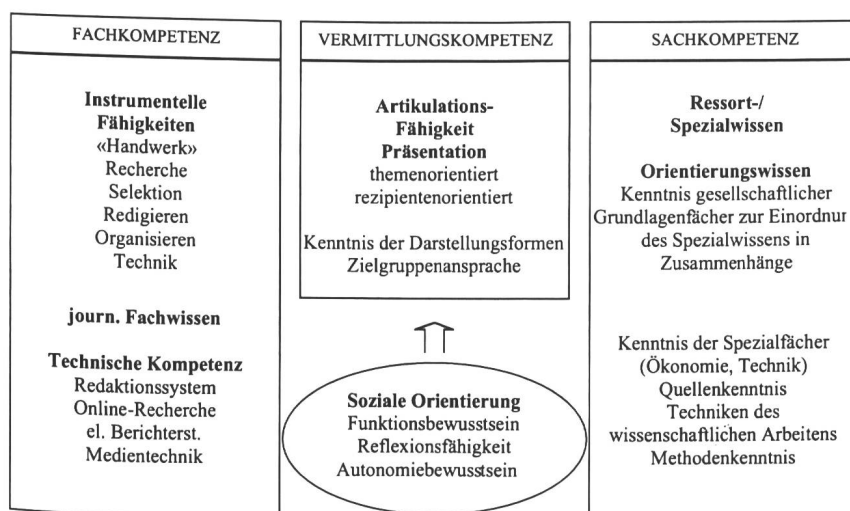 FACHKOMPETENZ
Instrumentelle
Fähigkeiten
«Handwerk»
Recherche
Selektion
Redigieren
Organisieren
Technik
journ. Fachwissen
Technische Kompetenz
Redaktionssystem
Online-Recherche
el. Berichterst.
Medientechnik
VERMITTLUNGSKOMPETENZ
Artikulations-
Fähigkeit
Präsentation
themenorientiert
rezipientenorientiert
Kenntnis der Darstellungsformen
Zielgruppenansprache
Soziale Orientierung
Funktionsbewusstsein
Reflexionsfähigkeit
Autonomiebewusstsein
SACHKOMPETENZ
Ressort-/
Spezialwissen
Orientierungswissen
Kenntnis gesellschaftlicher
Grundlagenfächer zur Einordnur
des Spezialwissens in
Zusammenhänge
Kenntnis der Spezialfächer
(Ökonomie, Technik)
Quellenkenntnis
Techniken des
wissenschaftlichen Arbeitens
Methodenkenntnis